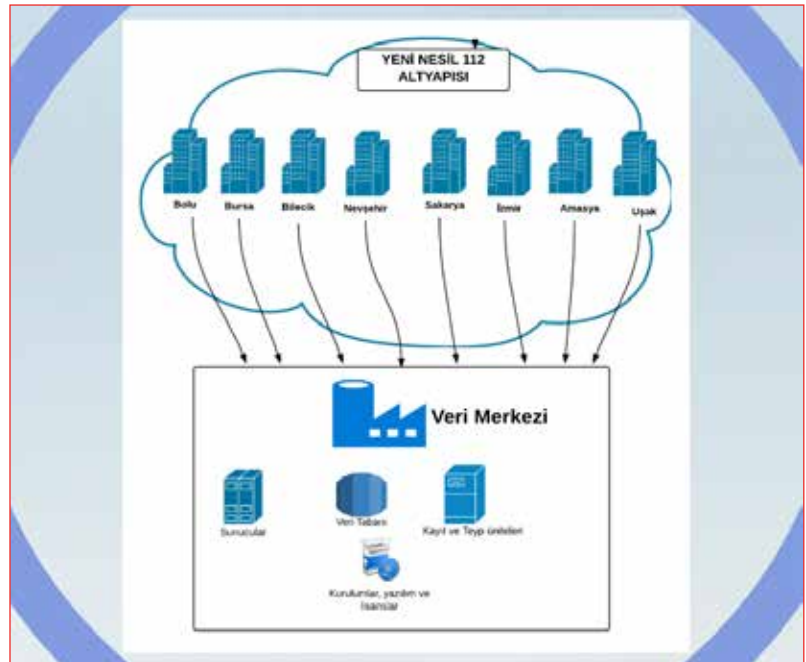 YENİ NESİL 112
ALTYAPISI
Bolu Bursa Bilecik Nevşehir Sakarya İzmir Amasya Uşak
Veri Merkezi
Sunucular
Veri Tabanı
Kayıt ve Teyp üniteleri
Kurulumlar, yazılım ve
lisanslar